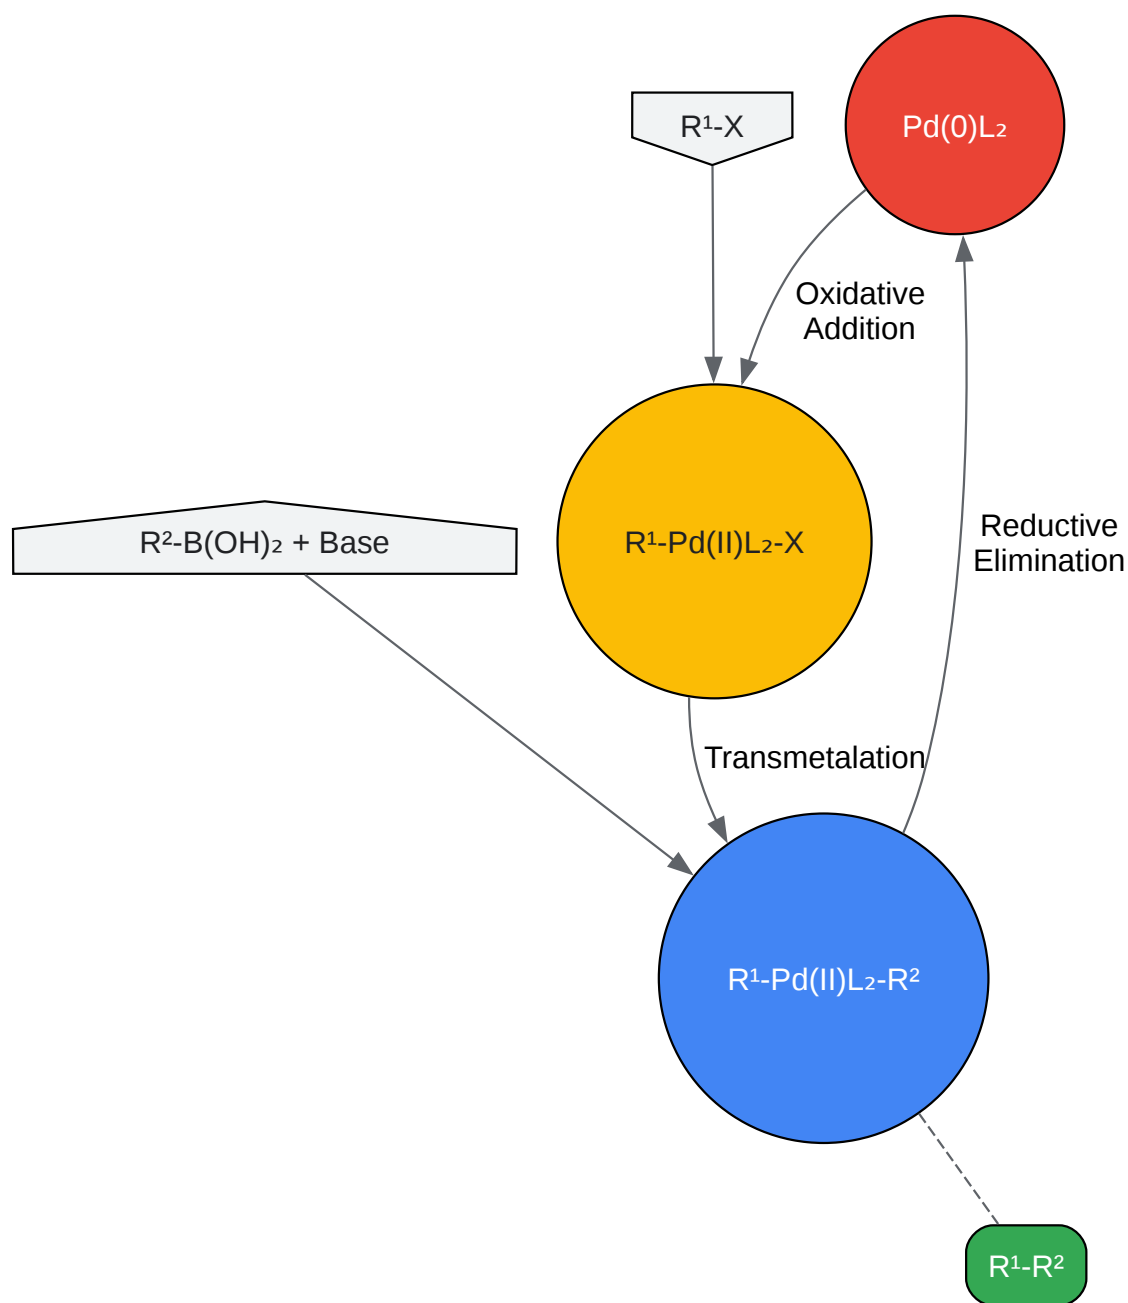 R¹-X
Pd(0)L₂
Oxidative
Addition
R²-B(OH)₂ + Base
R¹-Pd(II)L₂-X
Reductive
Elimination
Transmetalation
R¹-Pd(II)L₂-R²
R¹-R²